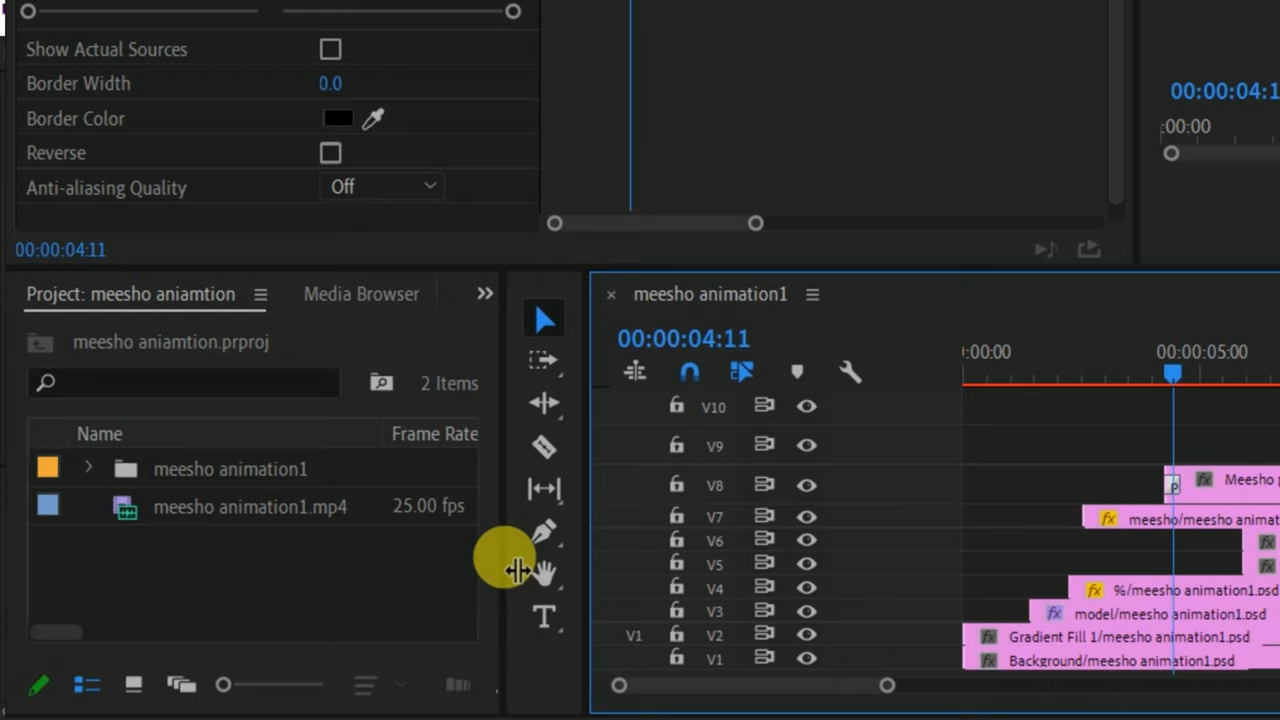 Show Actual Sources
Border Width 0.0
Border Color
Reverse
Anti-aliasing Quality Off
00:00:04:11
00:00:04:1
:00:00
Project: meesho aniamtion
Media Browser
meesho aniamtion.prproj
2 Items
Name Frame Rate
meesho animation1
meesho animation1.mp4 25.00 fps
T
meesho animation1
00:00:04:11
:00:00 00:00:05:00
V10
V9
V8 Meesho p
V7 fx meesho/meesho animat
V6
V5
V4 fx %/meesho animation1.psd
V3 fx model/meesho animation1.psd
V1 V2 Gradient Fill 1/meesho animation1.psd
V1 Background/meesho animation1.psd